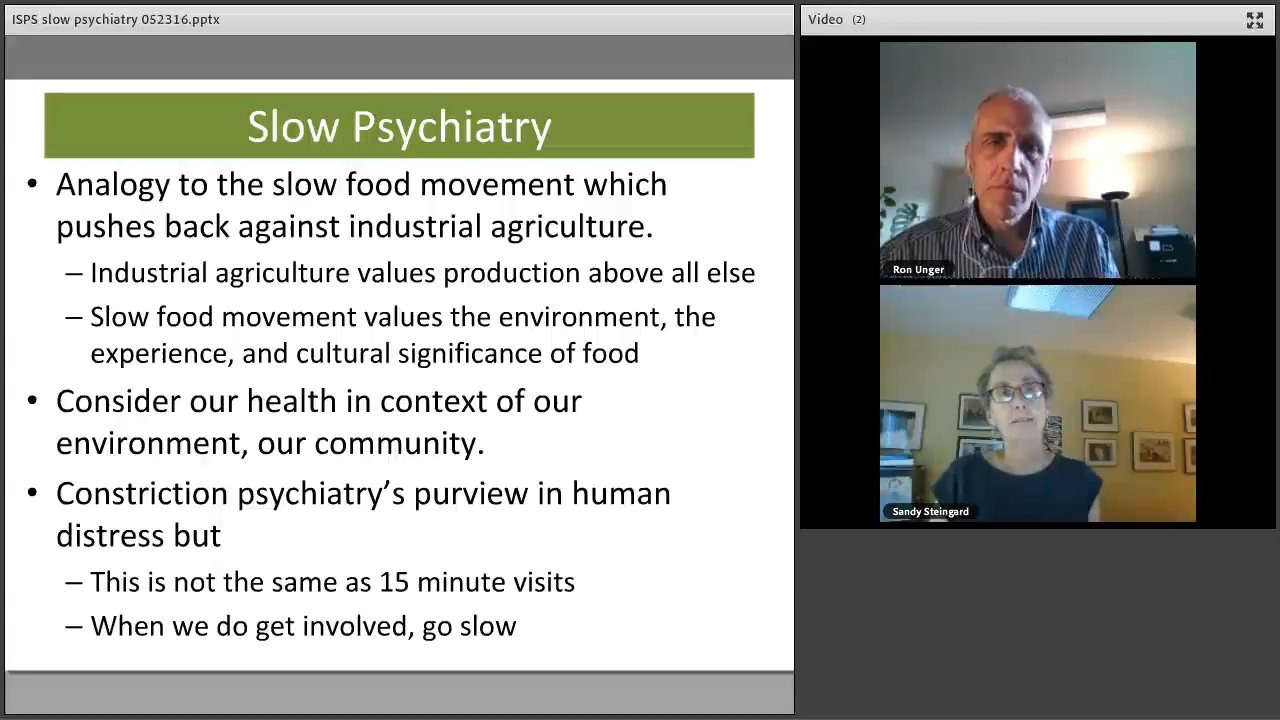 ISPS slow psychiatry 052316.pptx
Slow Psychiatry
• Analogy to the slow food movement which
pushes back against industrial agriculture.
– Industrial agriculture values production above all else
– Slow food movement values the environment, the
experience, and cultural significance of food
• Consider our health in context of our
environment, our community.
• Constriction psychiatry’s purview in human
distress but
– This is not the same as 15 minute visits
– When we do get involved, go slow
Video (2)
Ron Unger
Sandy Steingard